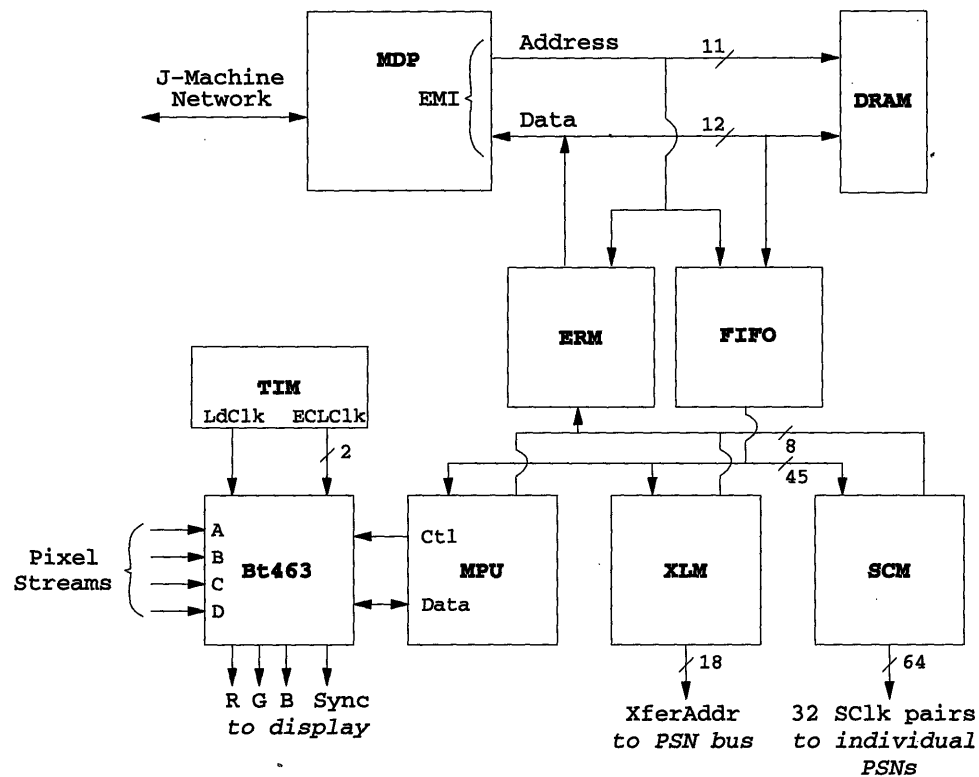 MDP
Address
11
J-Machine
Network
EMI
DRAM
Data
12
ERM
FIFO
TIM
LdClk ECLClk
2
8
45
A
B
C
D
Pixel
Streams
Bt463
Ctl
MPU
Data
XLM
SCM
18
64
R G B Sync
to display
XferAddr
to PSN bus
32 SClk pairs
to individual
PSNs